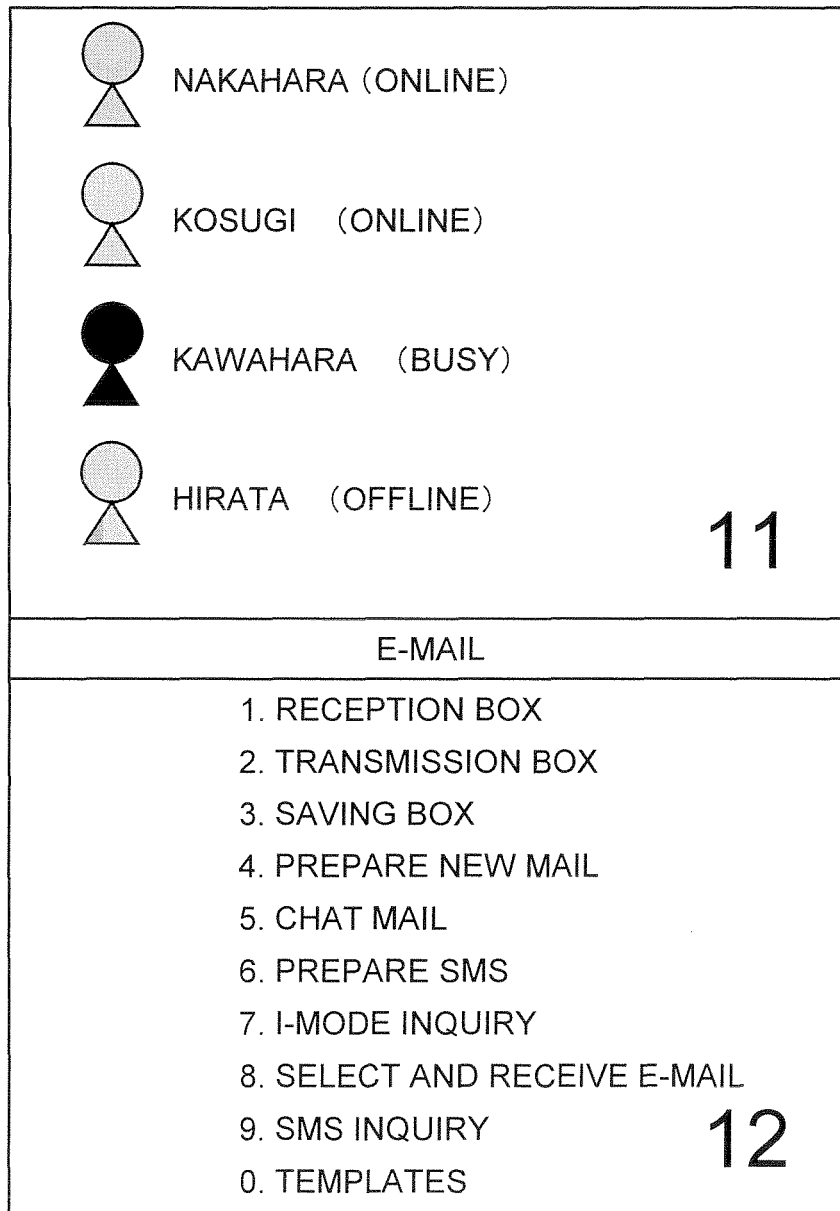 NAKAHARA（ONLINE）
KOSUGI （ONLINE）
KAWAHARA （BUSY）
HIRATA （OFFLINE）
11
E-MAIL
1. RECEPTION BOX
2. TRANSMISSION BOX
3. SAVING BOX
4. PREPARE NEW MAIL
5. CHAT MAIL
6. PREPARE SMS
7. I-MODE INQUIRY
8. SELECT AND RECEIVE E-MAIL
9. SMS INQUIRY
12
0. TEMPLATES